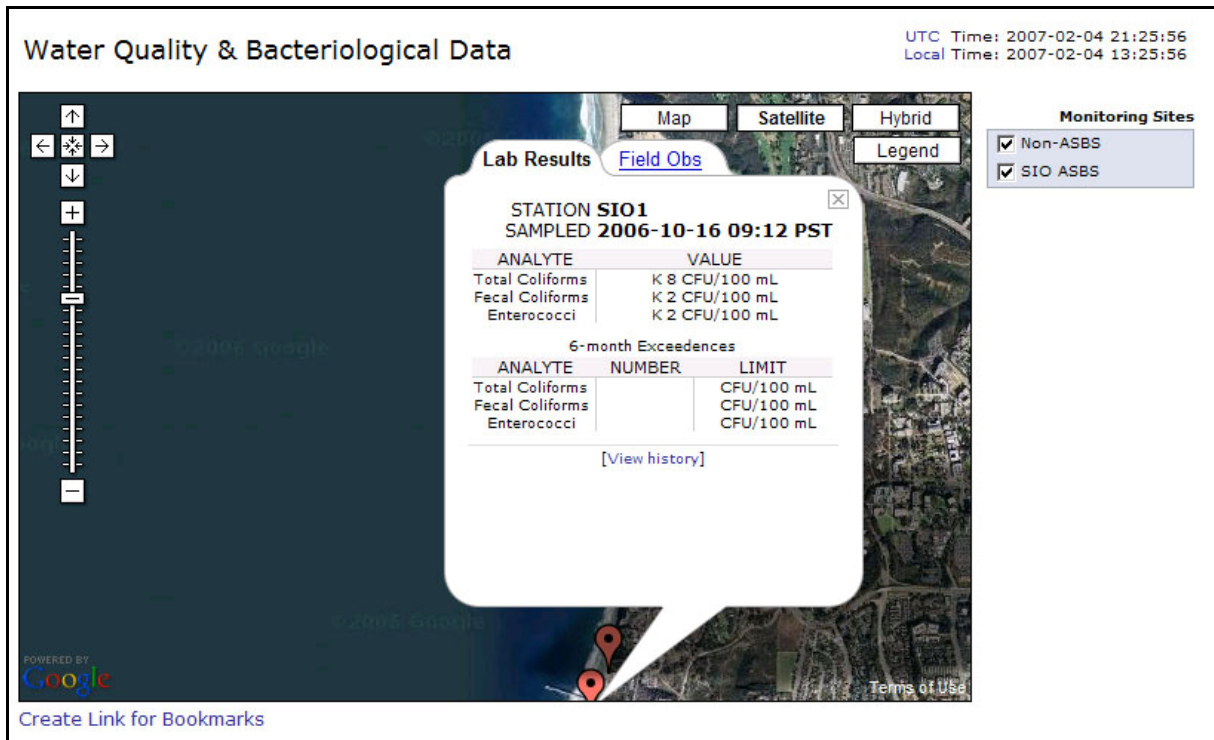 Water Quality & Bacteriological Data
UTC Time: 2007-02-04 21:25:56
Local Time: 2007-02-04 13:25:56
Map
Satellite
Hybrid
Legend
Monitoring Sites
Non-ASBS
SIO ASBS
Lab Results
Field Obs
STATION SIO1
SAMPLED 2006-10-16 09:12 PST
ANALYTE VALUE
Total Coliforms K 8 CFU/100 mL
Fecal Coliforms K 2 CFU/100 mL
Enterococci K 2 CFU/100 mL
6-month Exceedences
ANALYTE NUMBER LIMIT
Total Coliforms CFU/100 mL
Fecal Coliforms CFU/100 mL
Enterococci CFU/100 mL
[View history]
©2006 Google
©2006 Google
POWERED BY
Google
Terms of Use
Create Link for Bookmarks